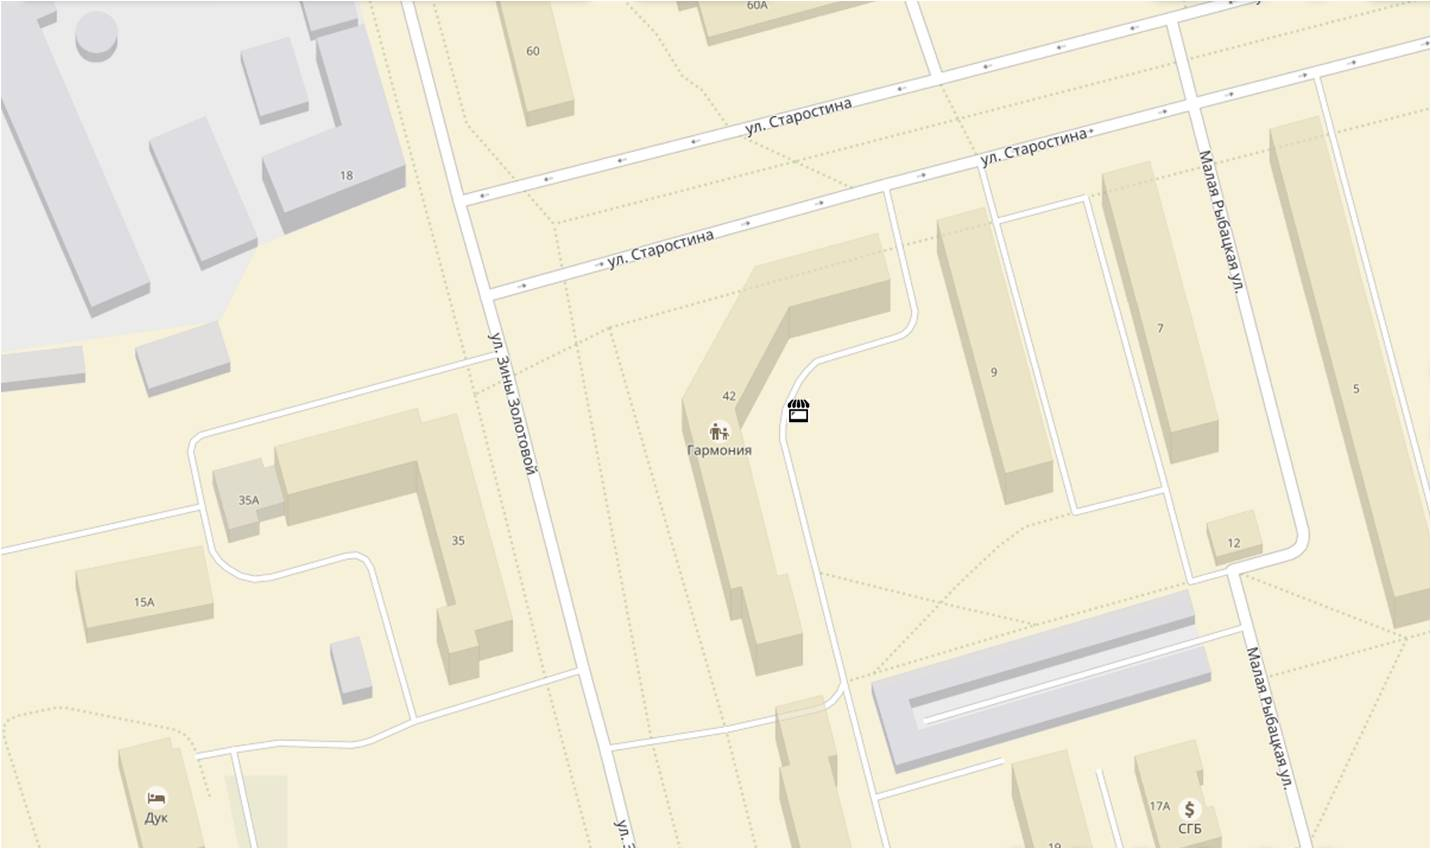 60
60А
ул. Старостина
ул. Старостина
18
Малая Рыбацкая ул.
ул. Старостина
7
9
5
ул. Зины Золотовой
42
Гармония
35А
35
12
15А
Малая Рыбацкая ул.
Дук
17А
СГБ
19